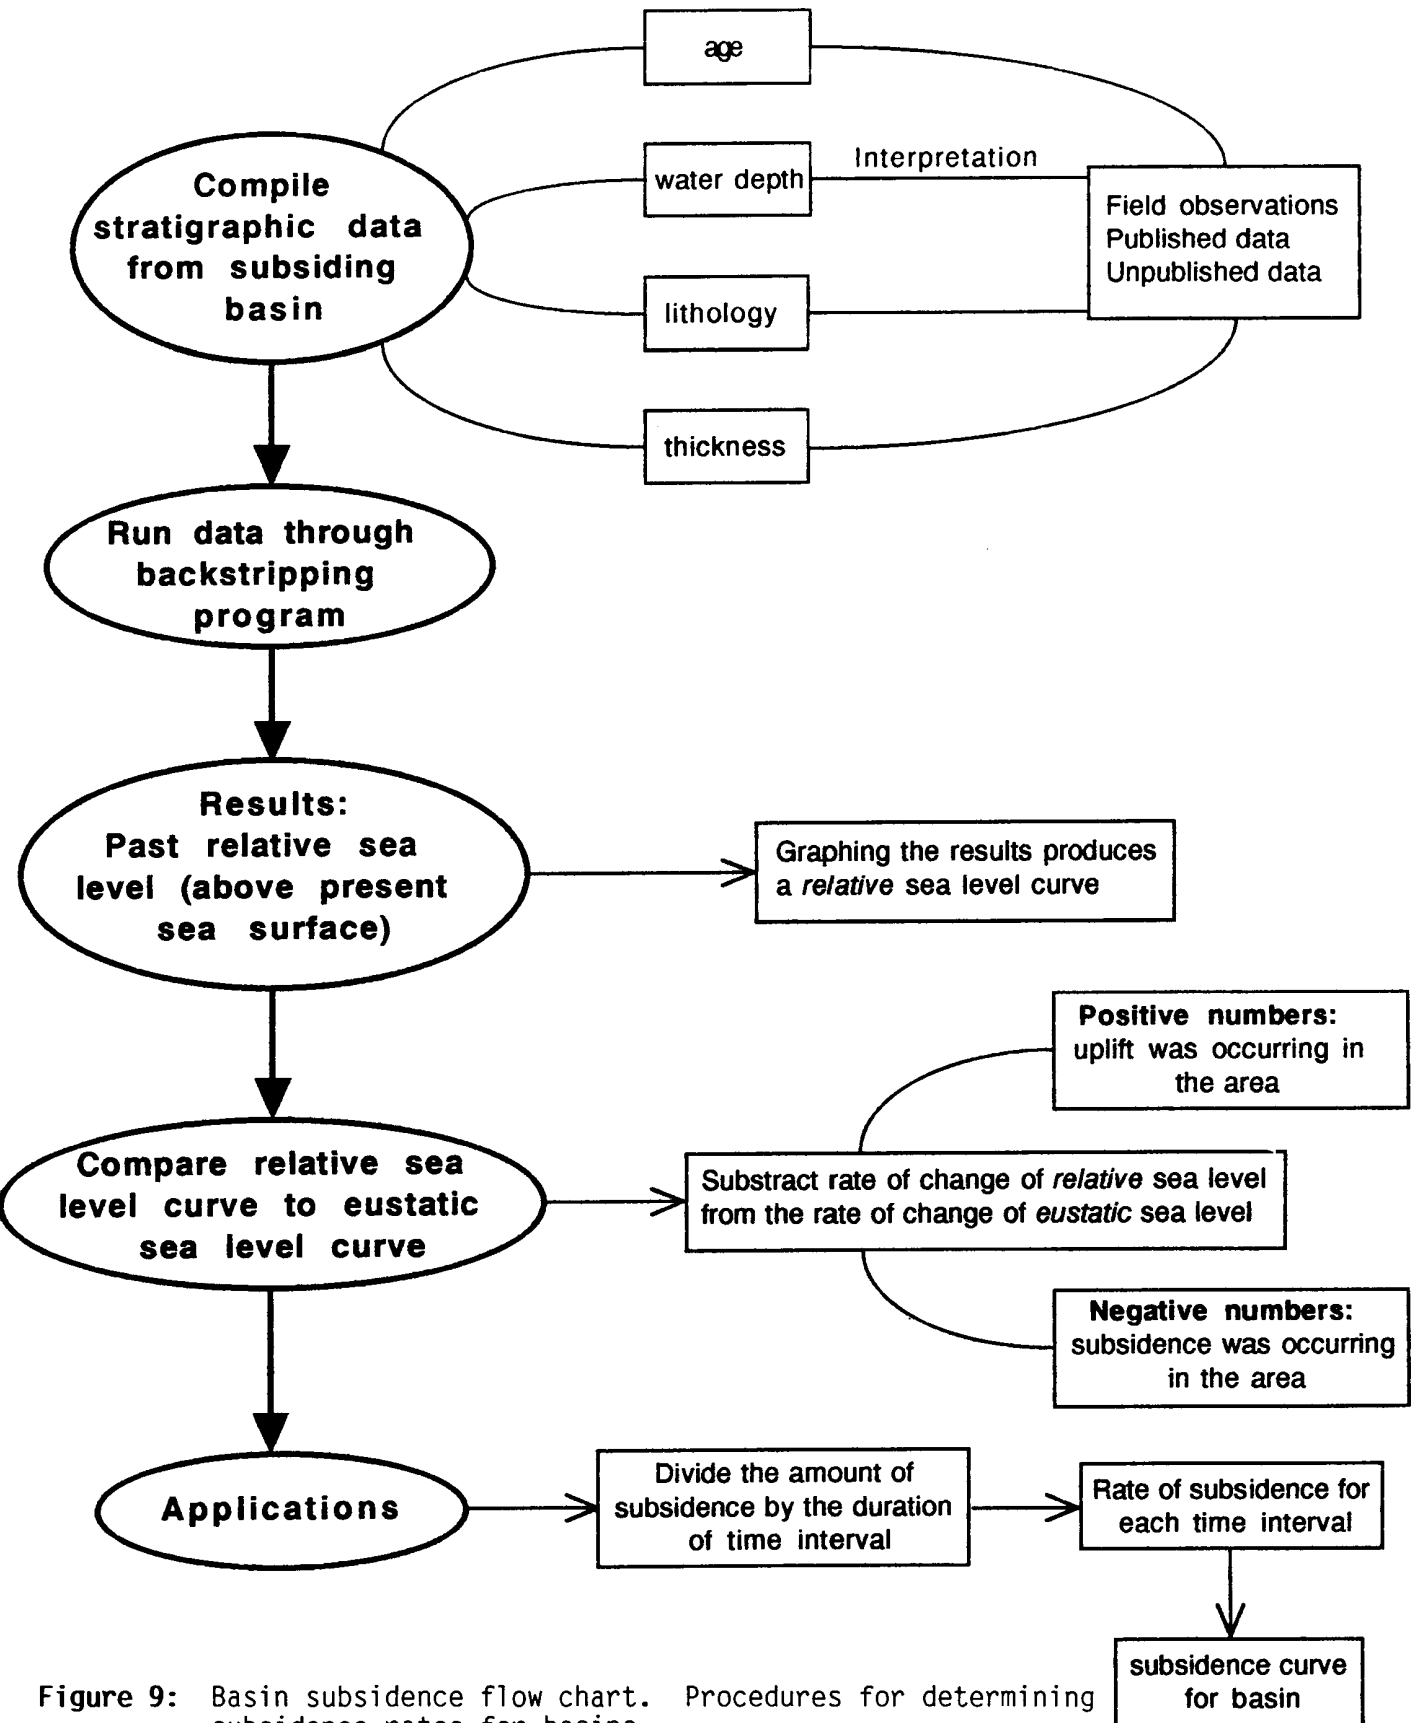 age
Compile
stratigraphic data
from subsiding
basin
water depth
Interpretation
Field observations
Published data
Unpublished data
lithology
thickness
Run data through
backstripping
program
Results:
Past relative sea
level (above present
sea surface)
Graphing the results produces
a relative sea level curve
Positive numbers:
uplift was occurring in
the area
Compare relative sea
level curve to eustatic
sea level curve
Substract rate of change of relative sea level
from the rate of change of eustatic sea level
Negative numbers:
subsidence was occurring
in the area
Applications
Divide the amount of
subsidence by the duration
of time interval
Rate of subsidence for
each time interval
subsidence curve
for basin
Figure 9: Basin subsidence flow chart. Procedures for determining
subsidence rates for basins